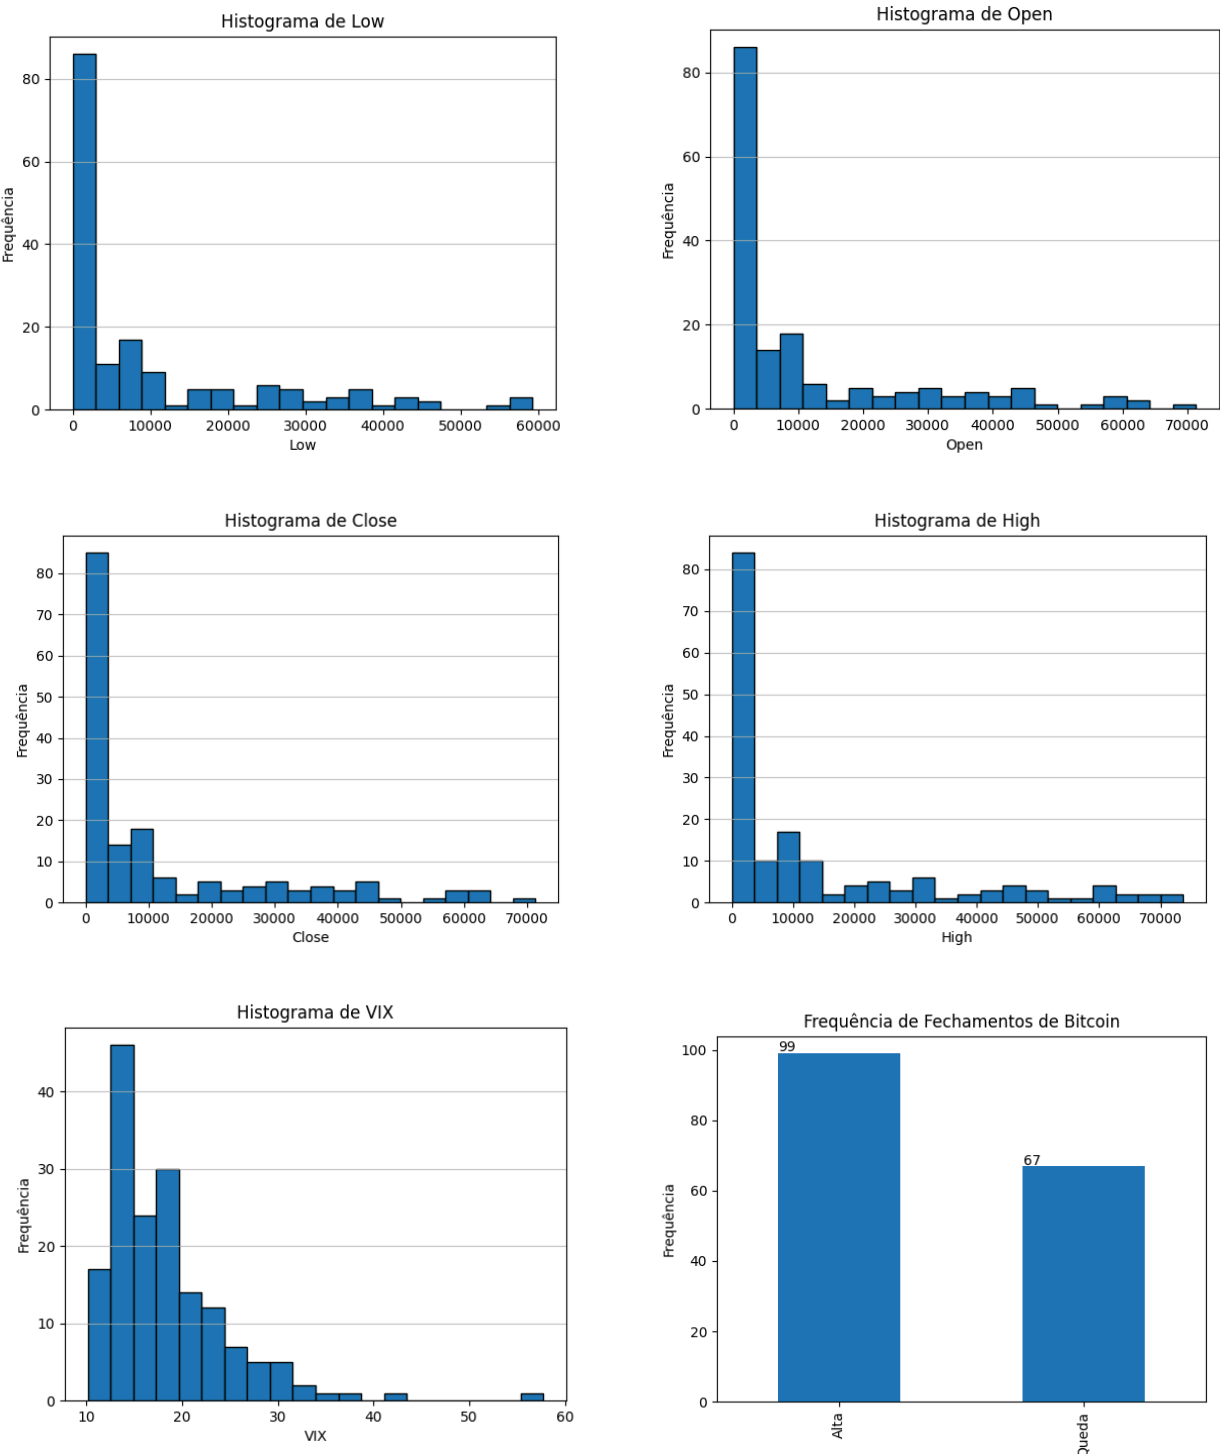 Histograma de Low
Frequência
80
60
40
20
0
0 10000 20000 30000 40000 50000 60000
Low
Histograma de Open
Frequência
80
60
40
20
0
0 10000 20000 30000 40000 50000 60000 70000
Open
Histograma de Close
Frequência
80
70
60
50
40
30
20
10
0
0 10000 20000 30000 40000 50000 60000 70000
Close
Histograma de High
Frequência
80
70
60
50
40
30
20
10
0
0 10000 20000 30000 40000 50000 60000 70000
High
Histograma de VIX
Frequência
40
30
20
10
0
10 20 30 40 50 60
VIX
Frequência de Fechamentos de Bitcoin
Frequência
100
80
60
40
20
0
99
67
Alta
Queda